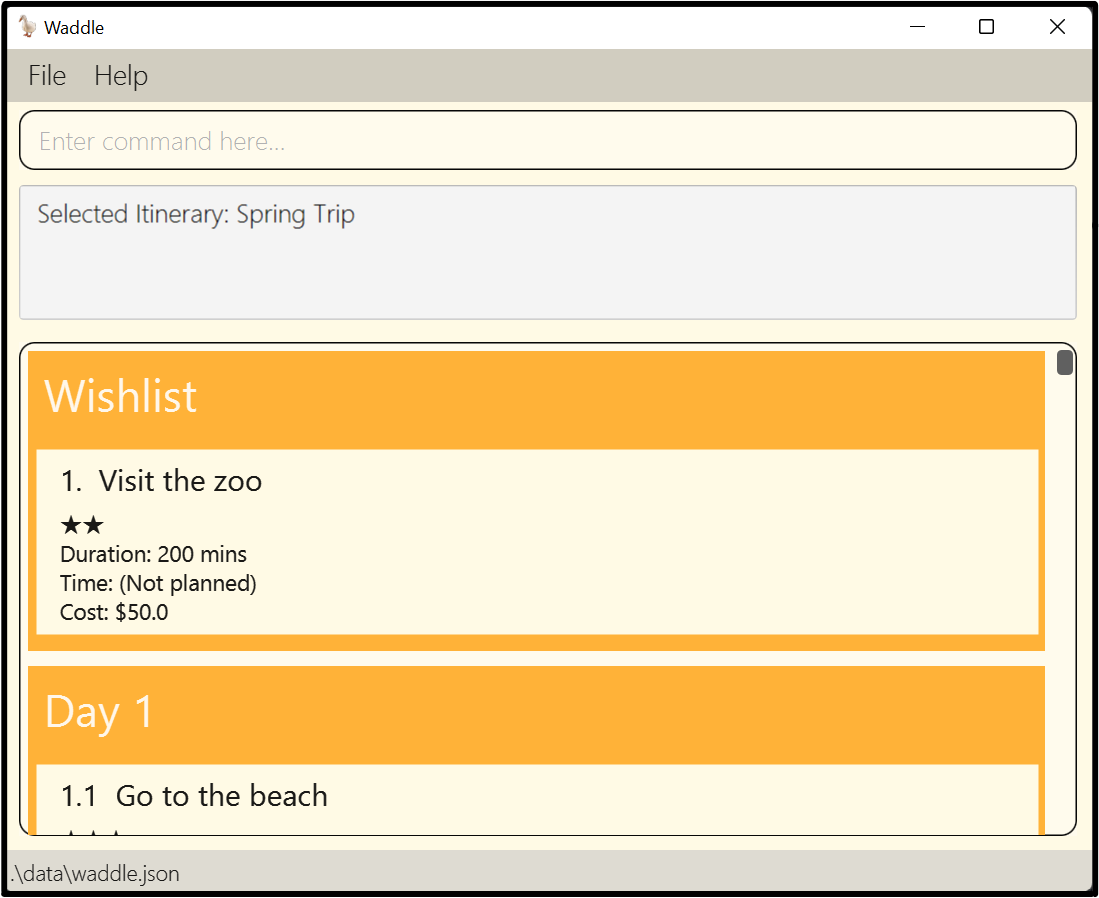 Waddle
File Help
Enter command here...
Selected Itinerary: Spring Trip
Wishlist
1. Visit the zoo
★★
Duration: 200 mins
Time: (Not planned)
Cost: $50.0
Day 1
1.1 Go to the beach
.\data\waddle.json